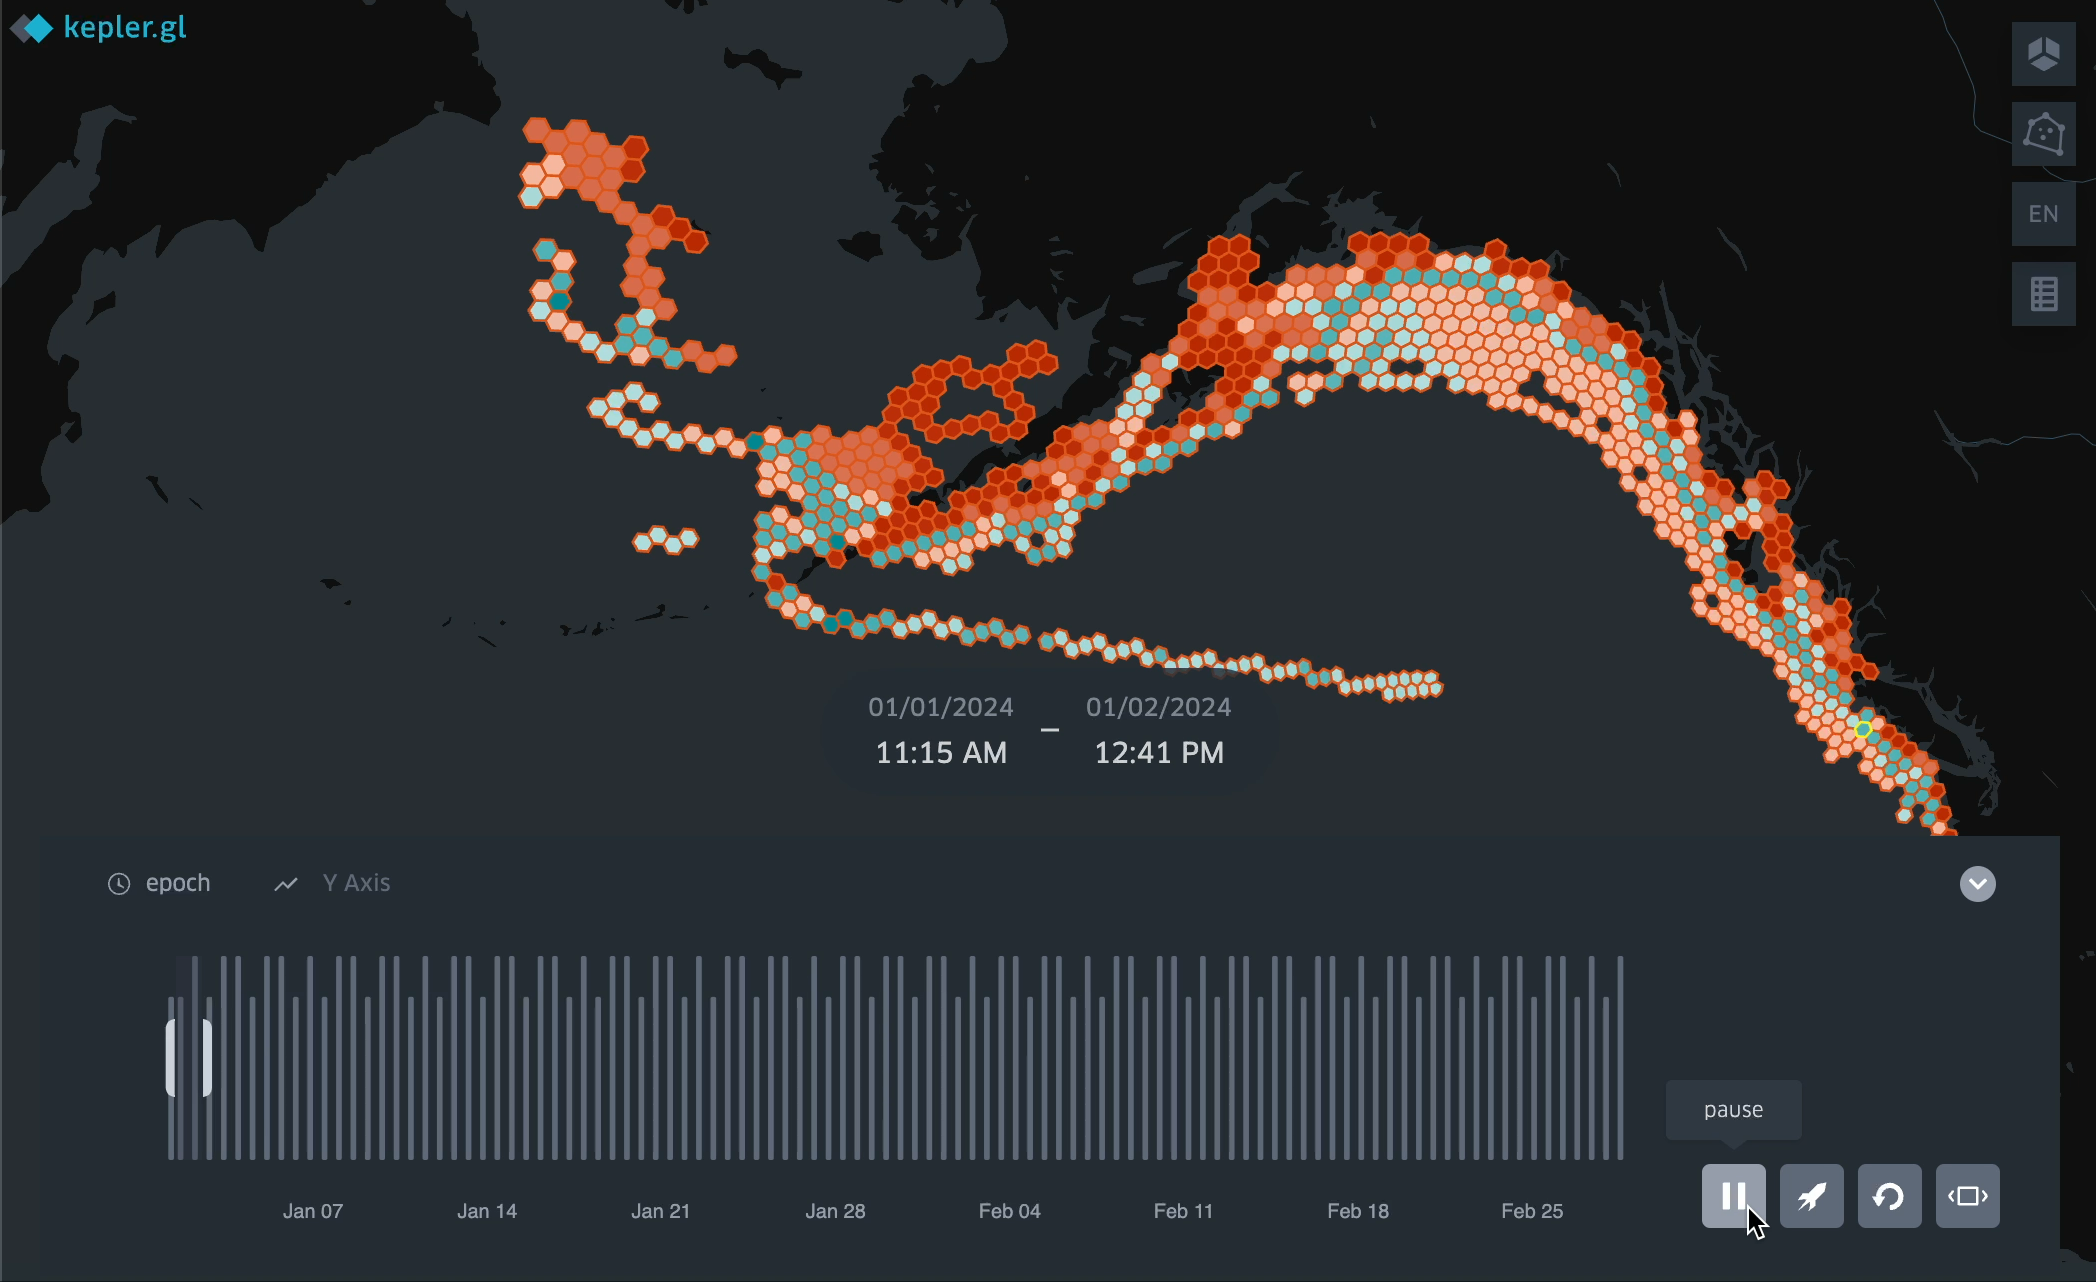 kepler.gl
EN
01/01/2024 – 01/02/2024
11:15 AM 12:41 PM
epoch Y Axis
pause
Jan 07 Jan 14 Jan 21 Jan 28 Feb 04 Feb 11 Feb 18 Feb 25